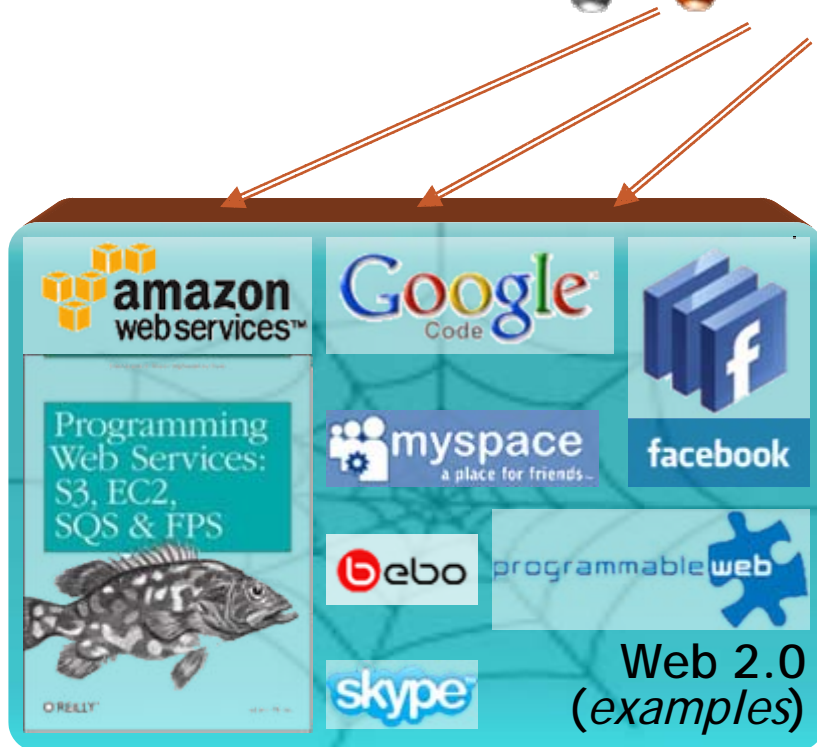 amazon
webservices™
Google™
Code
facebook
Programming
Web Services:
S3, EC2,
SQS & FPS
O'REILLY
myspace
a place for friends
bebo
programmableweb
skype
Web 2.0
(examples)